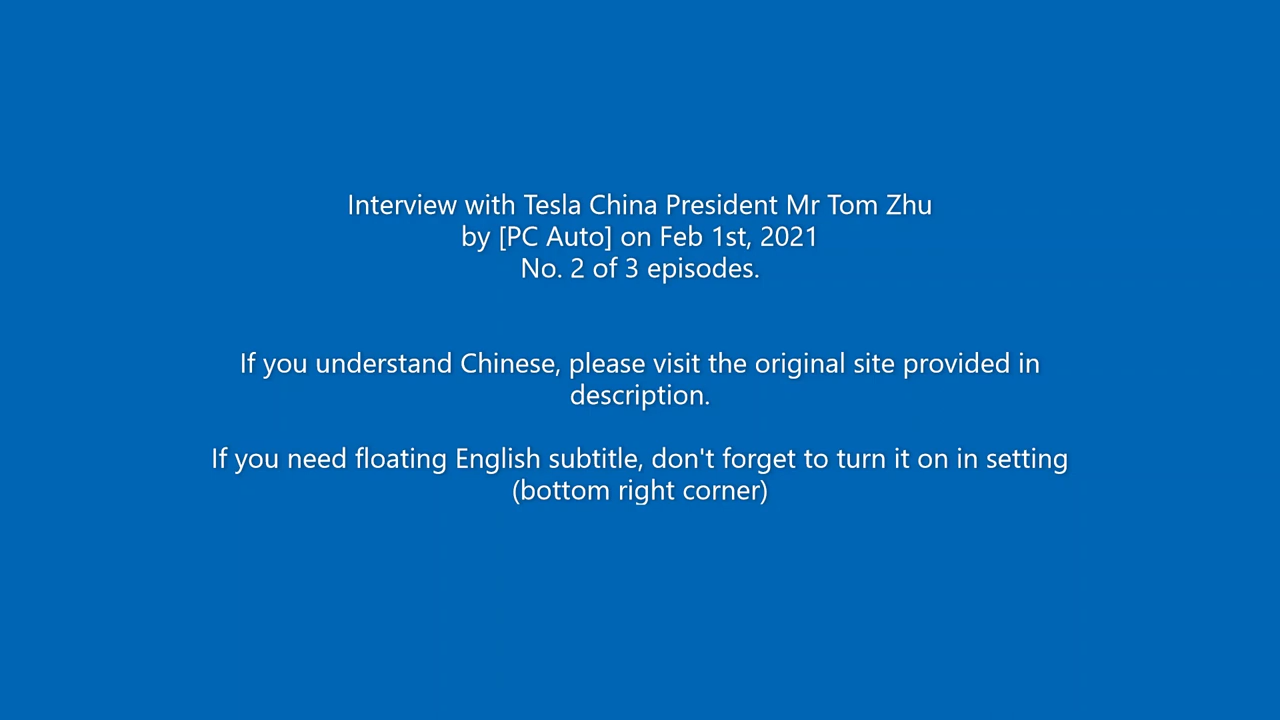 Interview with Tesla China President Mr Tom Zhu
by [PC Auto] on Feb 1st, 2021
No. 2 of 3 episodes.
If you understand Chinese, please visit the original site provided in
description.
If you need floating English subtitle, don't forget to turn it on in setting
(bottom right corner)